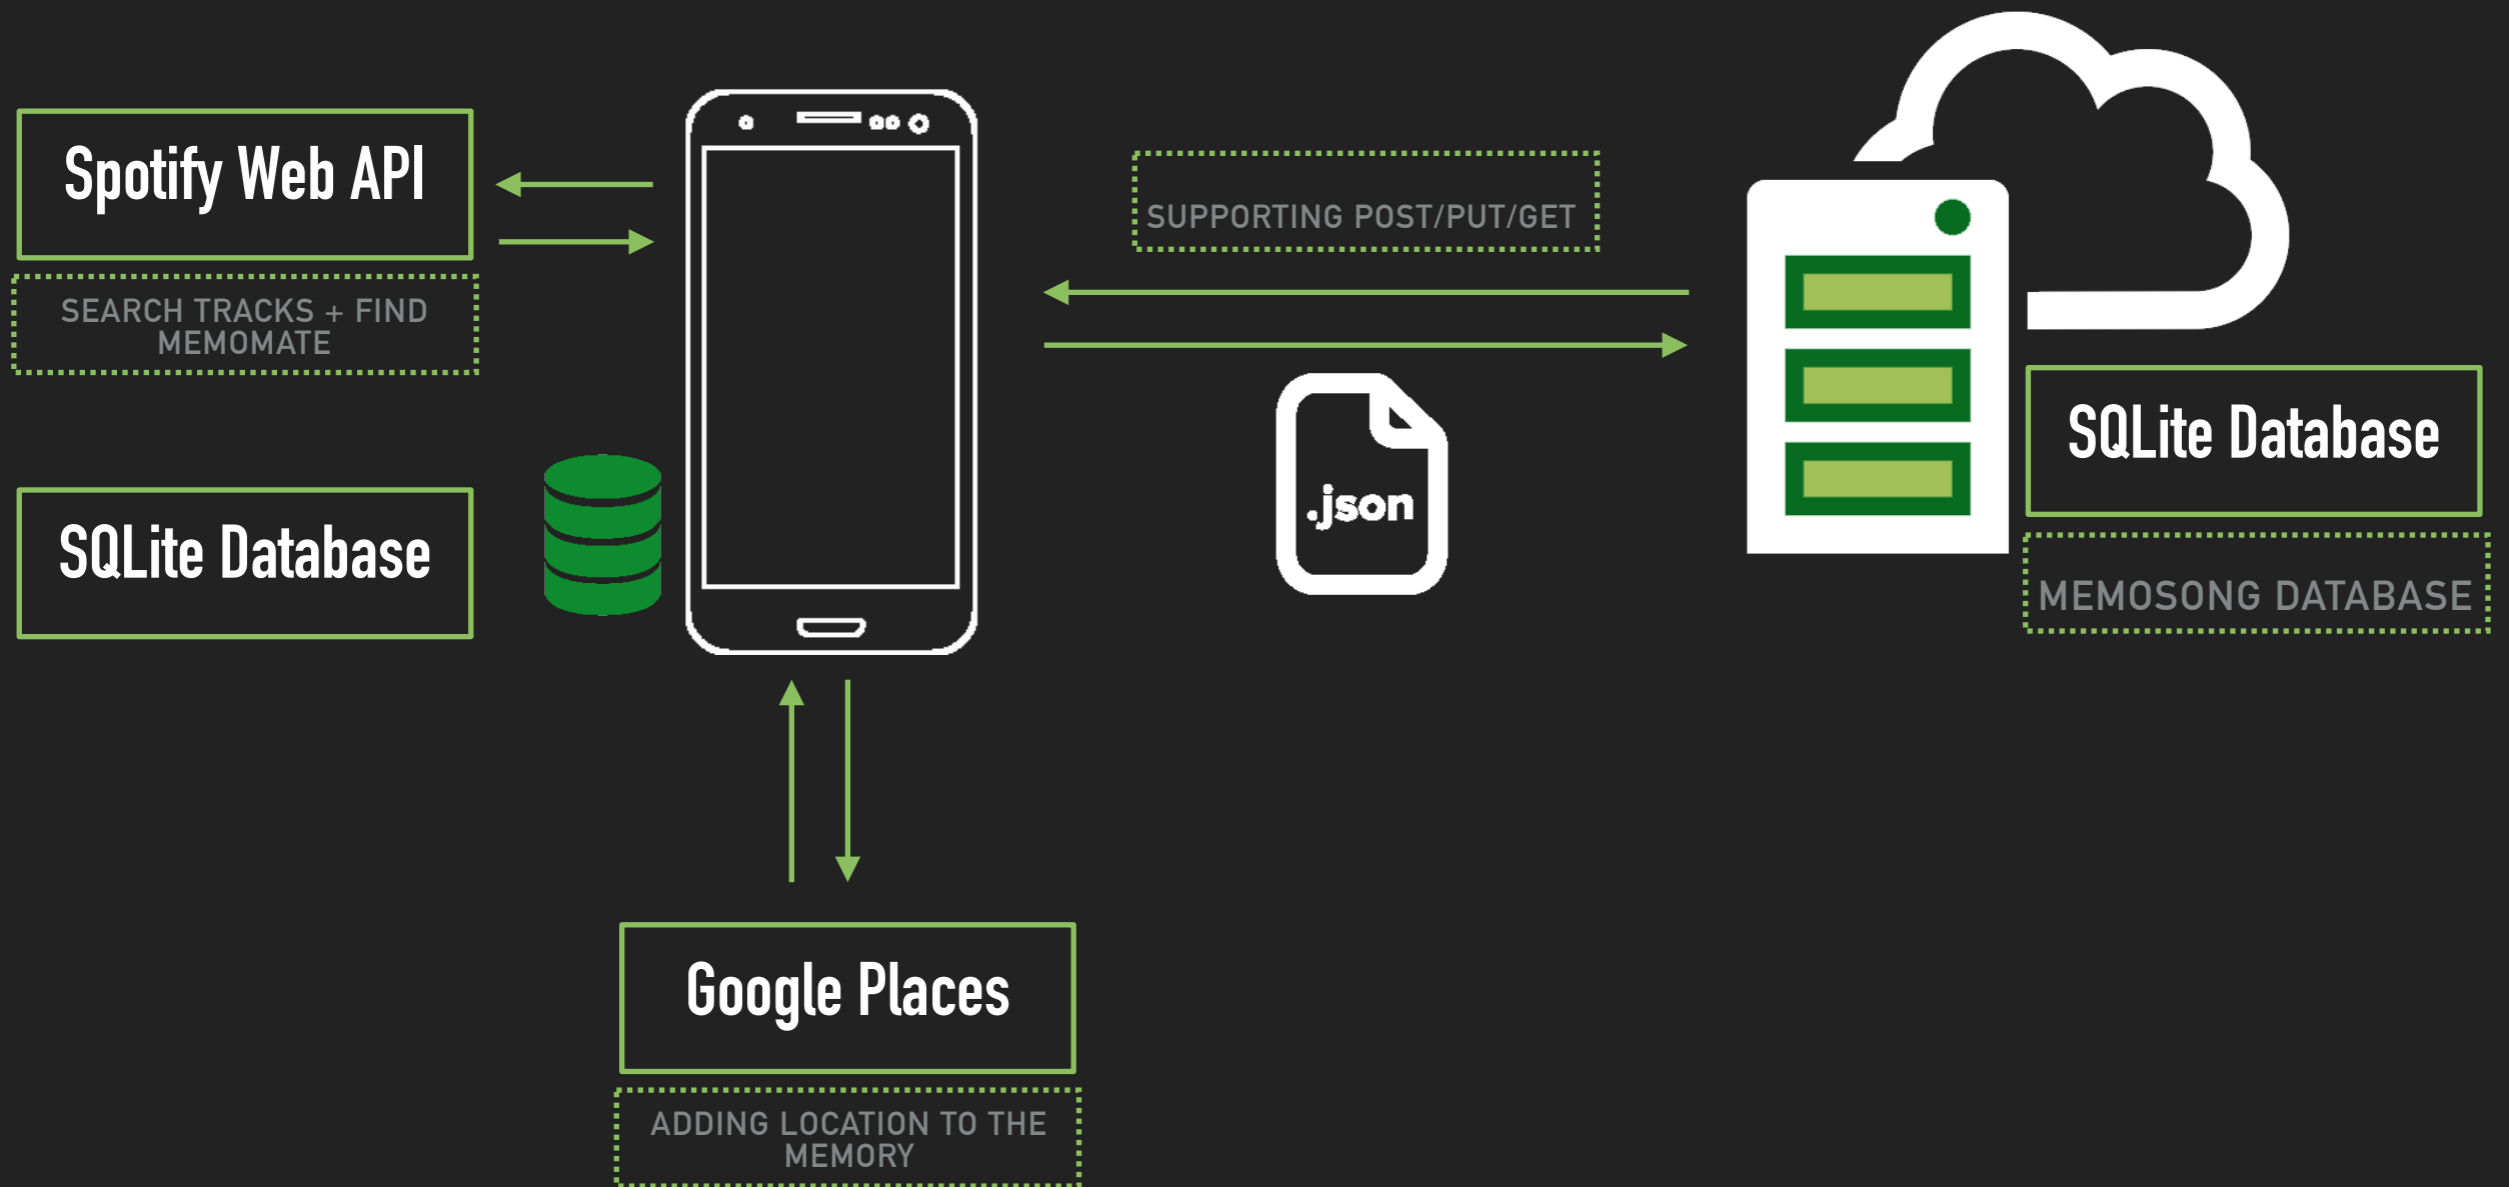 Spotify Web API
SEARCH TRACKS + FIND
MEMOMATE
SQLite Database
SUPPORTING POST/PUT/GET
.json
SQLite Database
MEMOSONG DATABASE
Google Places
ADDING LOCATION TO THE
MEMORY